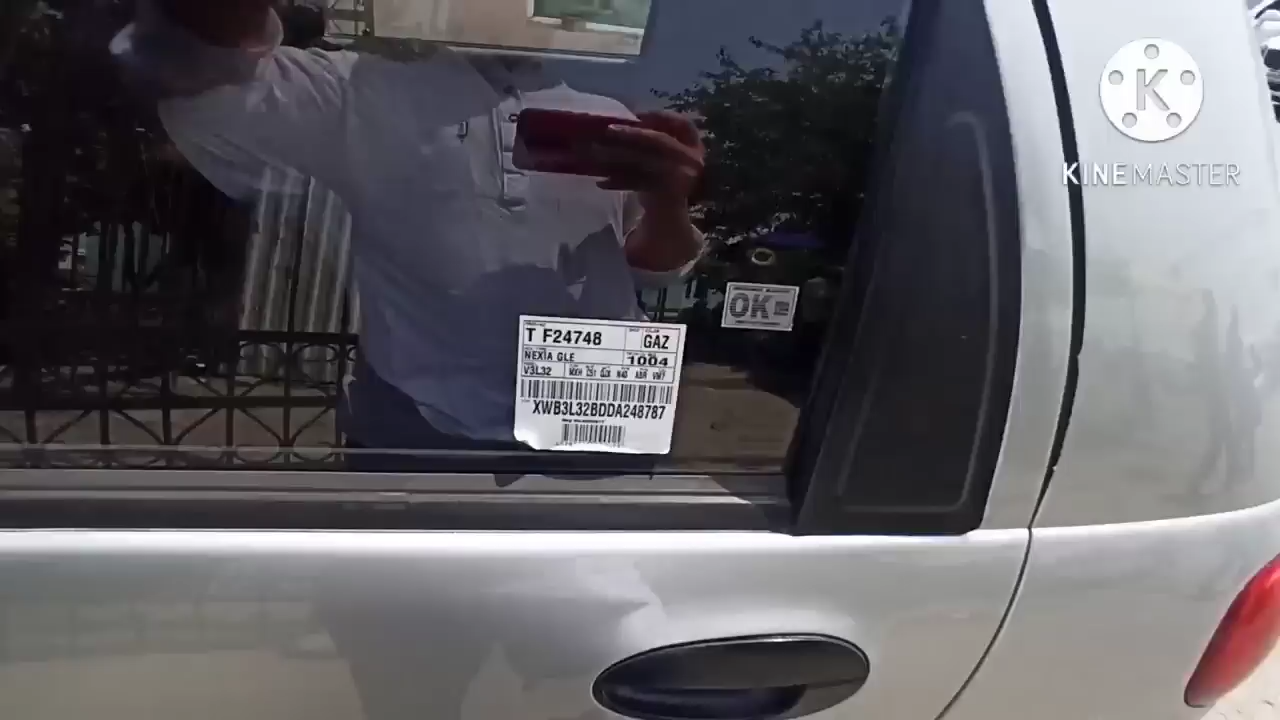 K
KINEMASTER
OK
T F24748
GAZ
NEXIA GLE
1004
V3L32
XWB3L32BDDA248787